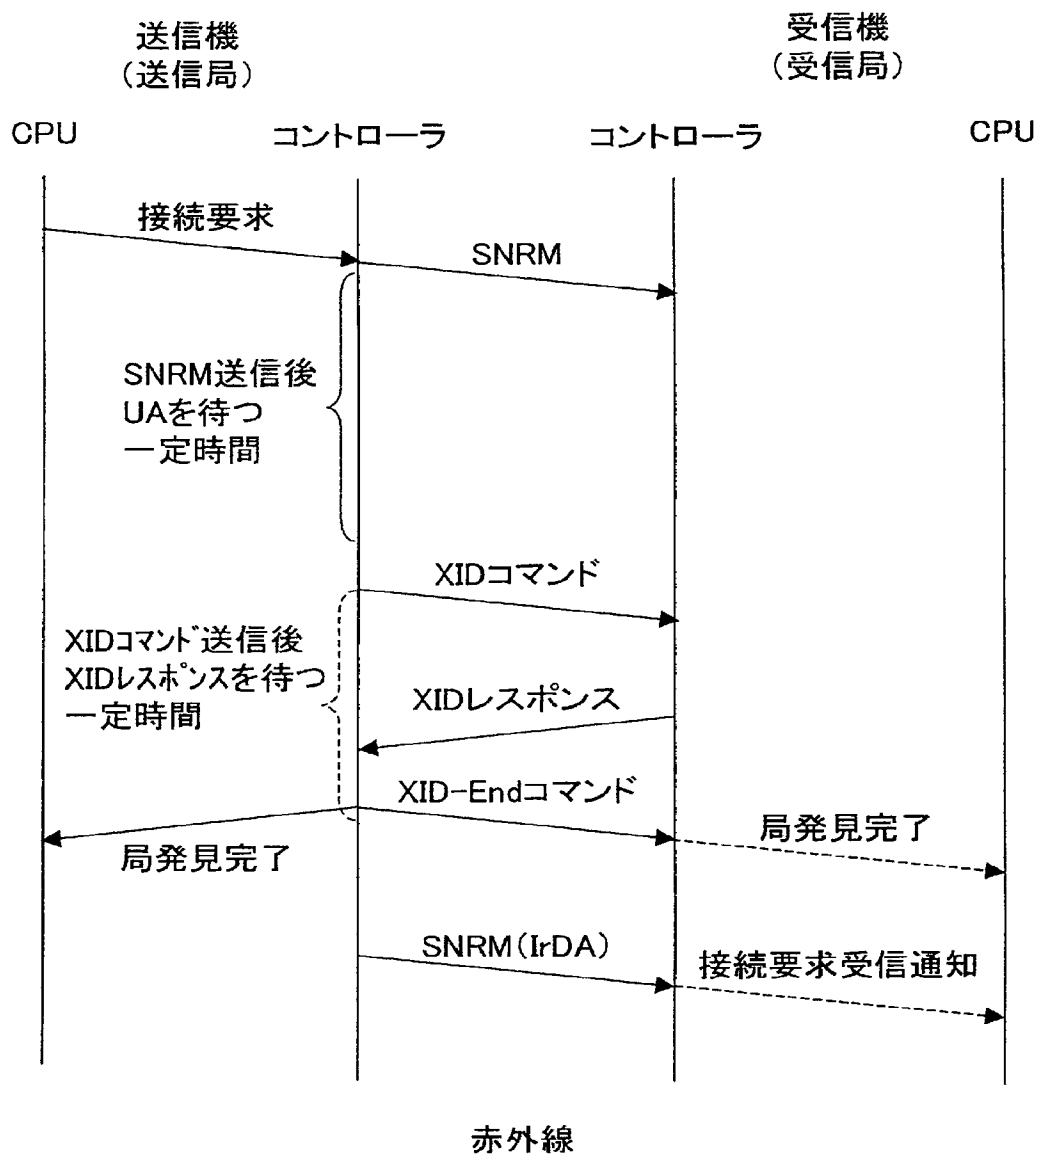 送信機
(送信局)
受信機
(受信局)
CPU
コントローラ
コントローラ
CPU
接続要求
SNRM
SNRM送信後
UAを待つ
一定時間
XIDコマンド
XIDコマンド送信後
XIDレスポンスを待つ
一定時間
XIDレスポンス
XID-Endコマンド
局発見完了
局発見完了
SNRM(IrDA)
接続要求受信通知
赤外線